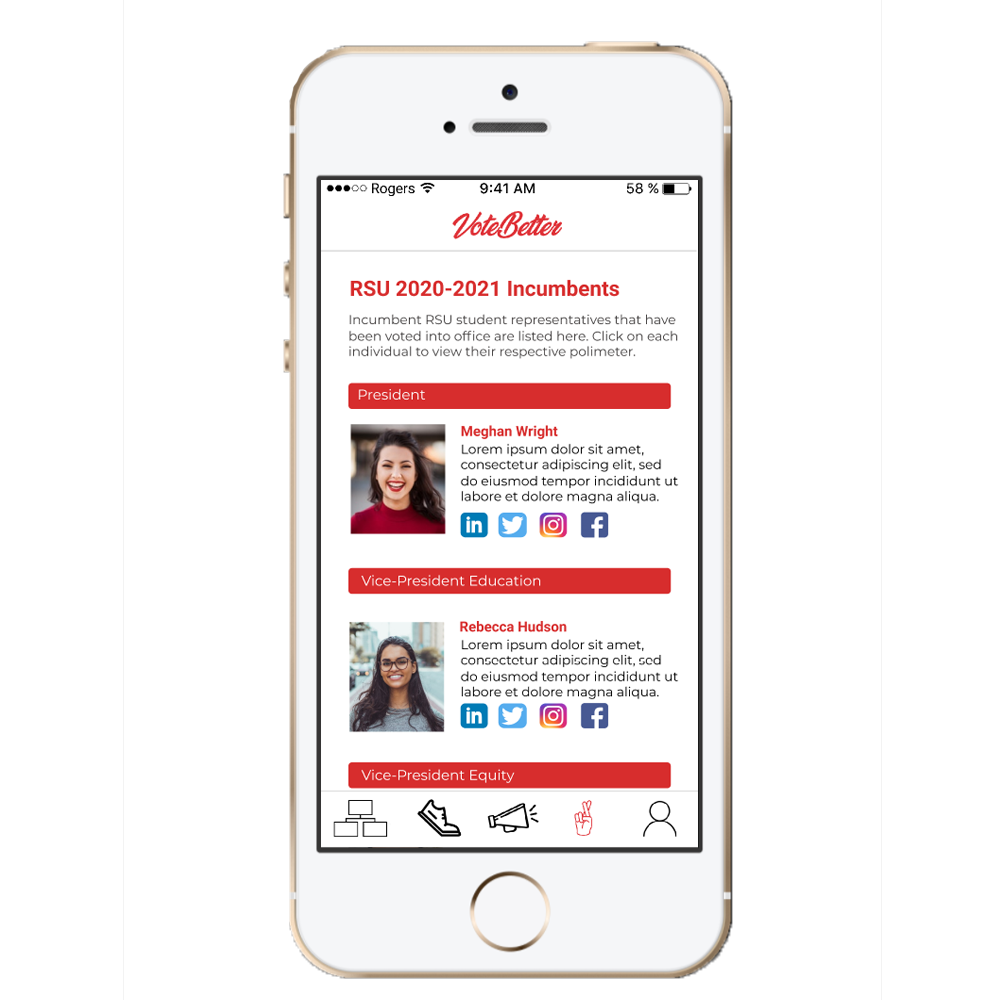 Rogers 9:41 AM 58 %
VoteBetter
RSU 2020-2021 Incumbents
Incumbent RSU student representatives that have
been voted into office are listed here. Click on each
individual to view their respective polimeter.
President
Meghan Wright
Lorem ipsum dolor sit amet,
consectetur adipiscing elit, sed
do eiusmod tempor incididunt ut
labore et dolore magna aliqua.
in f
Vice-President Education
Rebecca Hudson
Lorem ipsum dolor sit amet,
consectetur adipiscing elit, sed
do eiusmod tempor incididunt ut
labore et dolore magna aliqua.
in f
Vice-President Equity